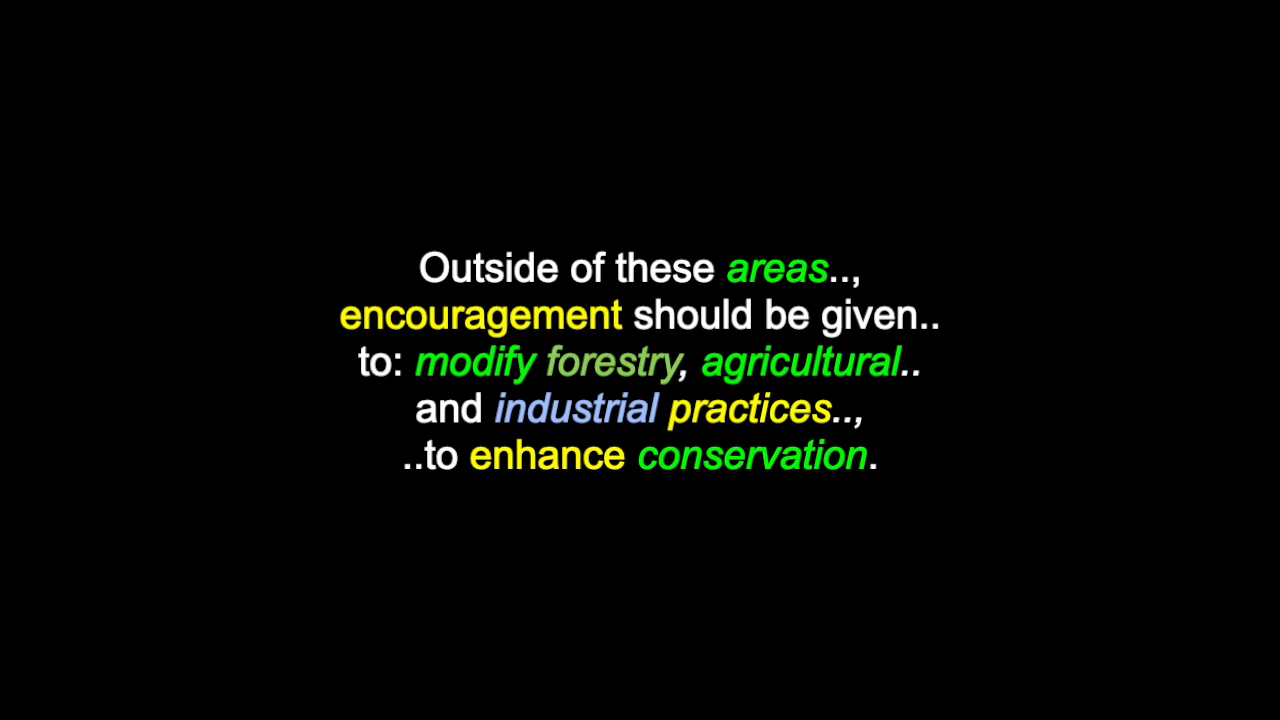 Outside of these areas..,
encouragement should be given..
to: modify forestry, agricultural..
and industrial practices..,
..to enhance conservation.